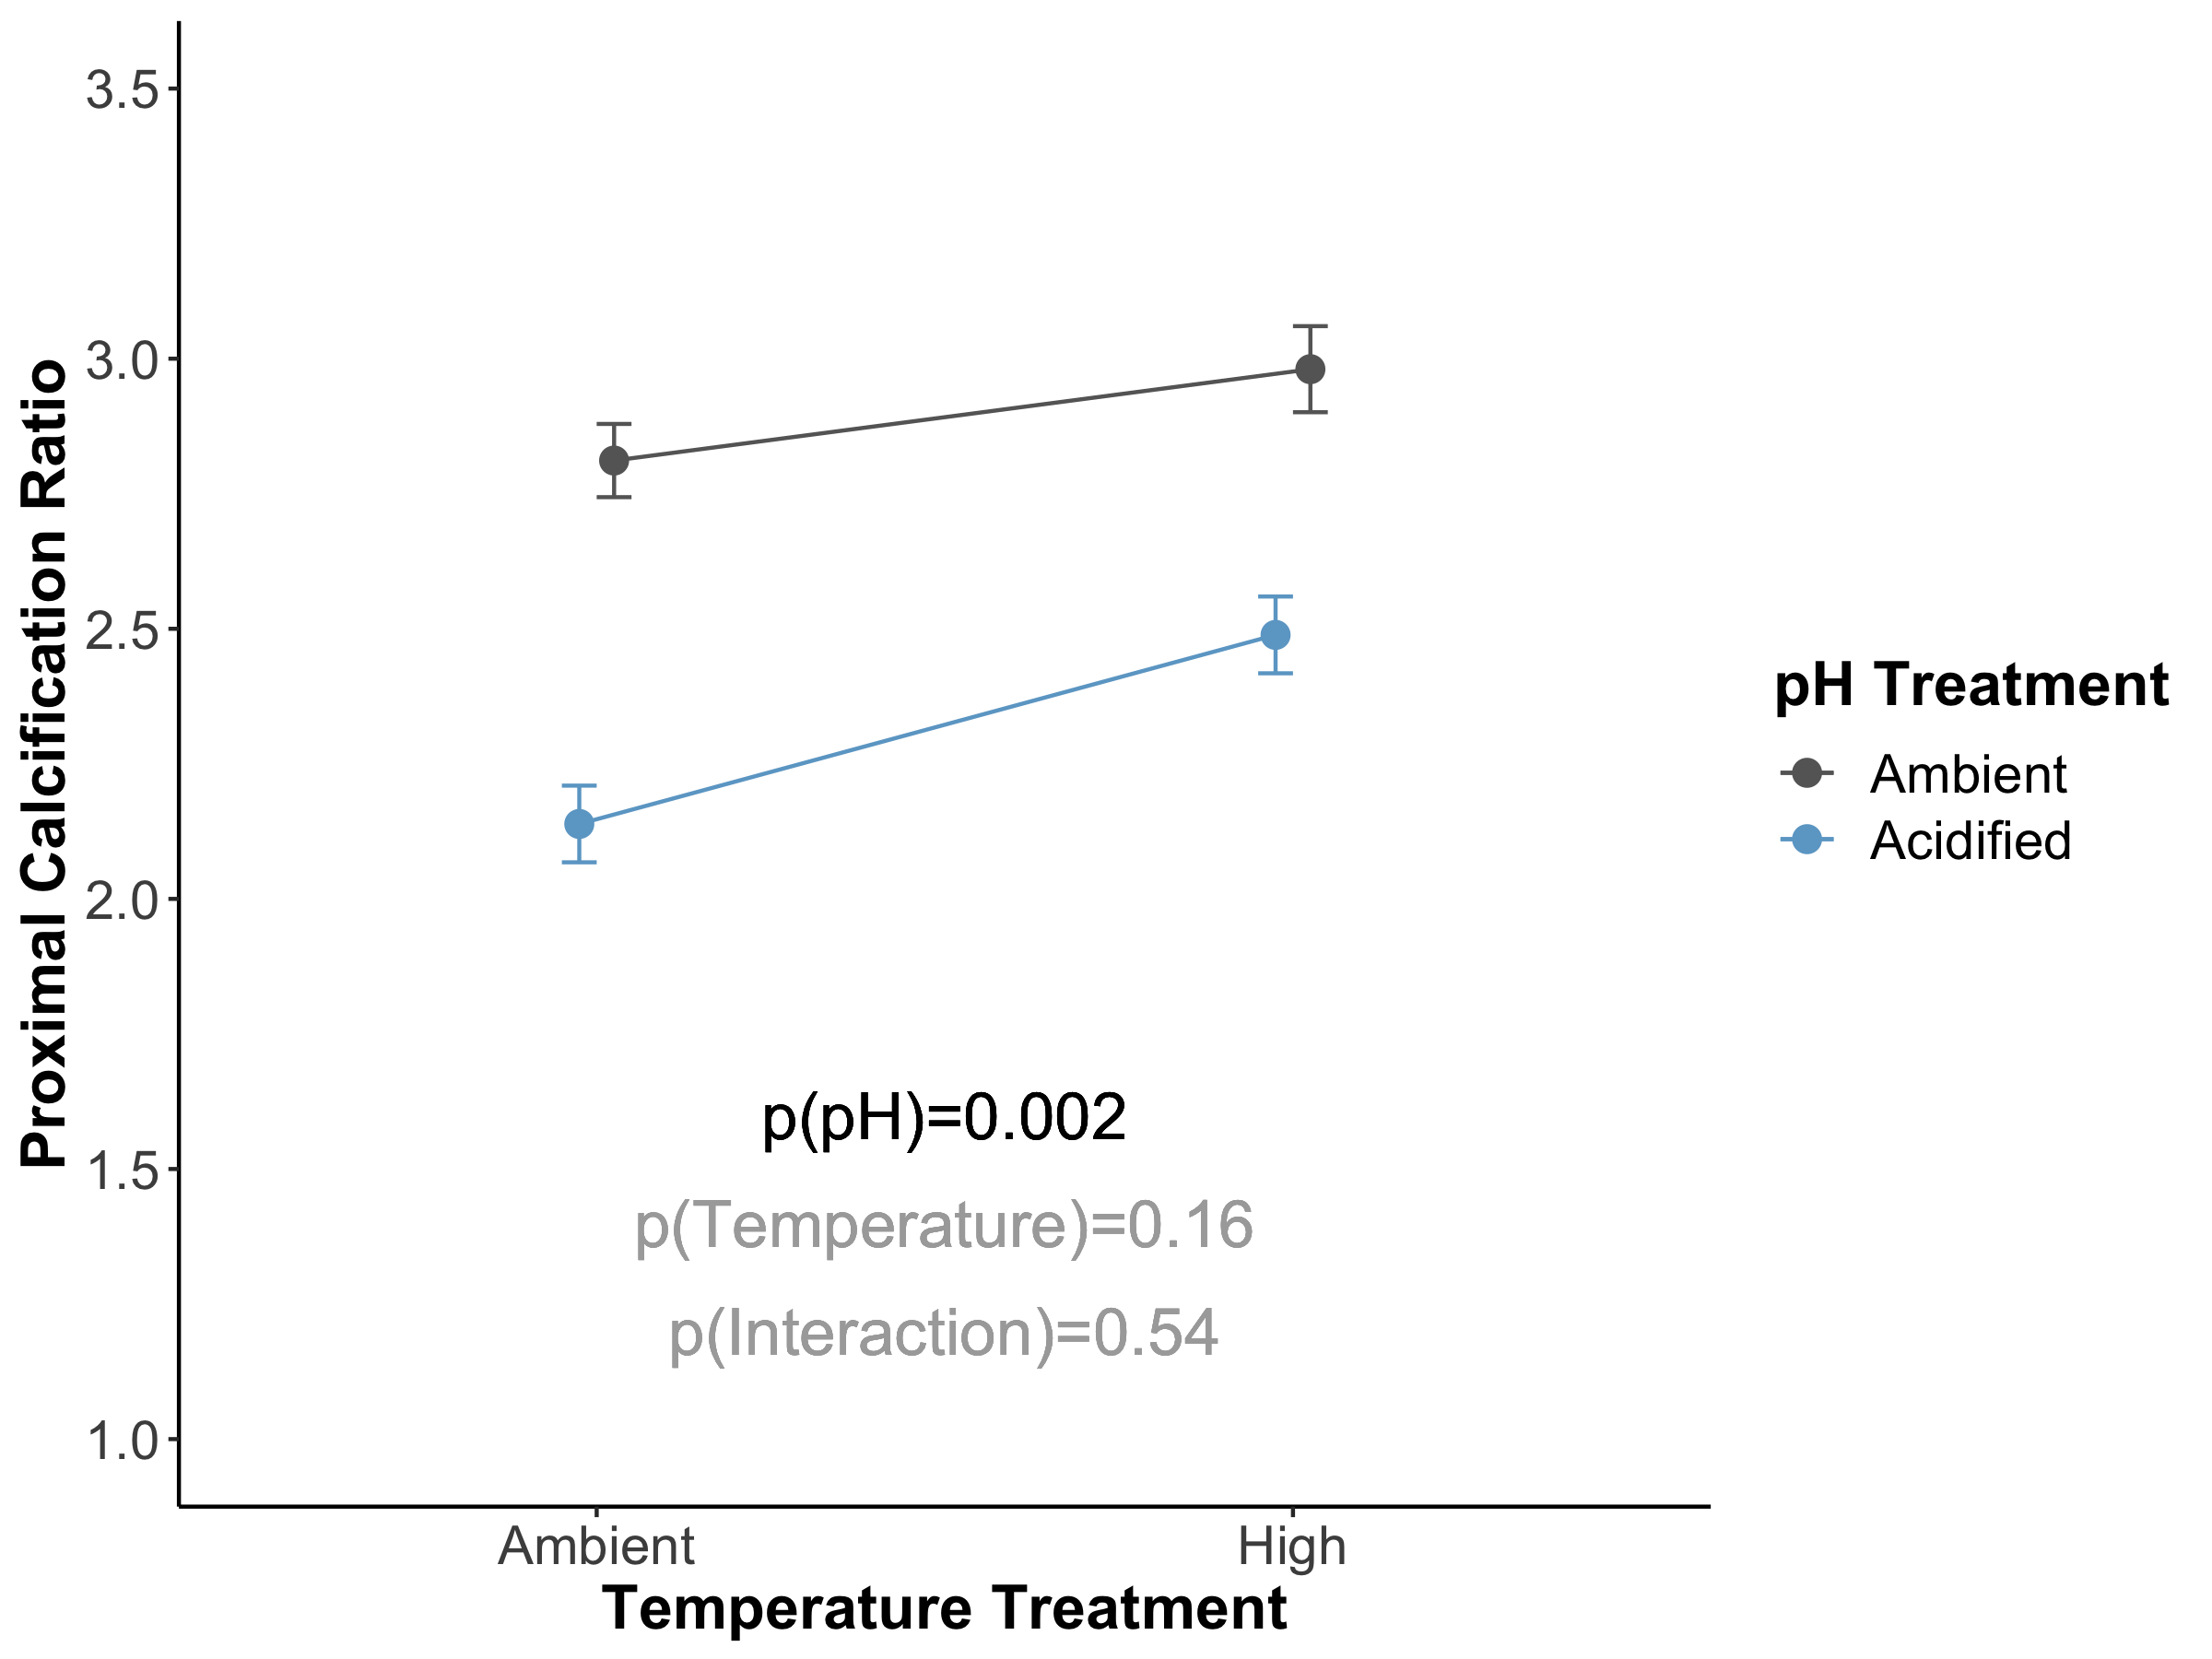 Proximal Calcification Ratio
3.5
3.0
2.5
2.0
1.5
1.0
p(pH)=0.002
p(Temperature)=0.16
p(Interaction)=0.54
Ambient
High
Temperature Treatment
pH Treatment
Ambient
Acidified